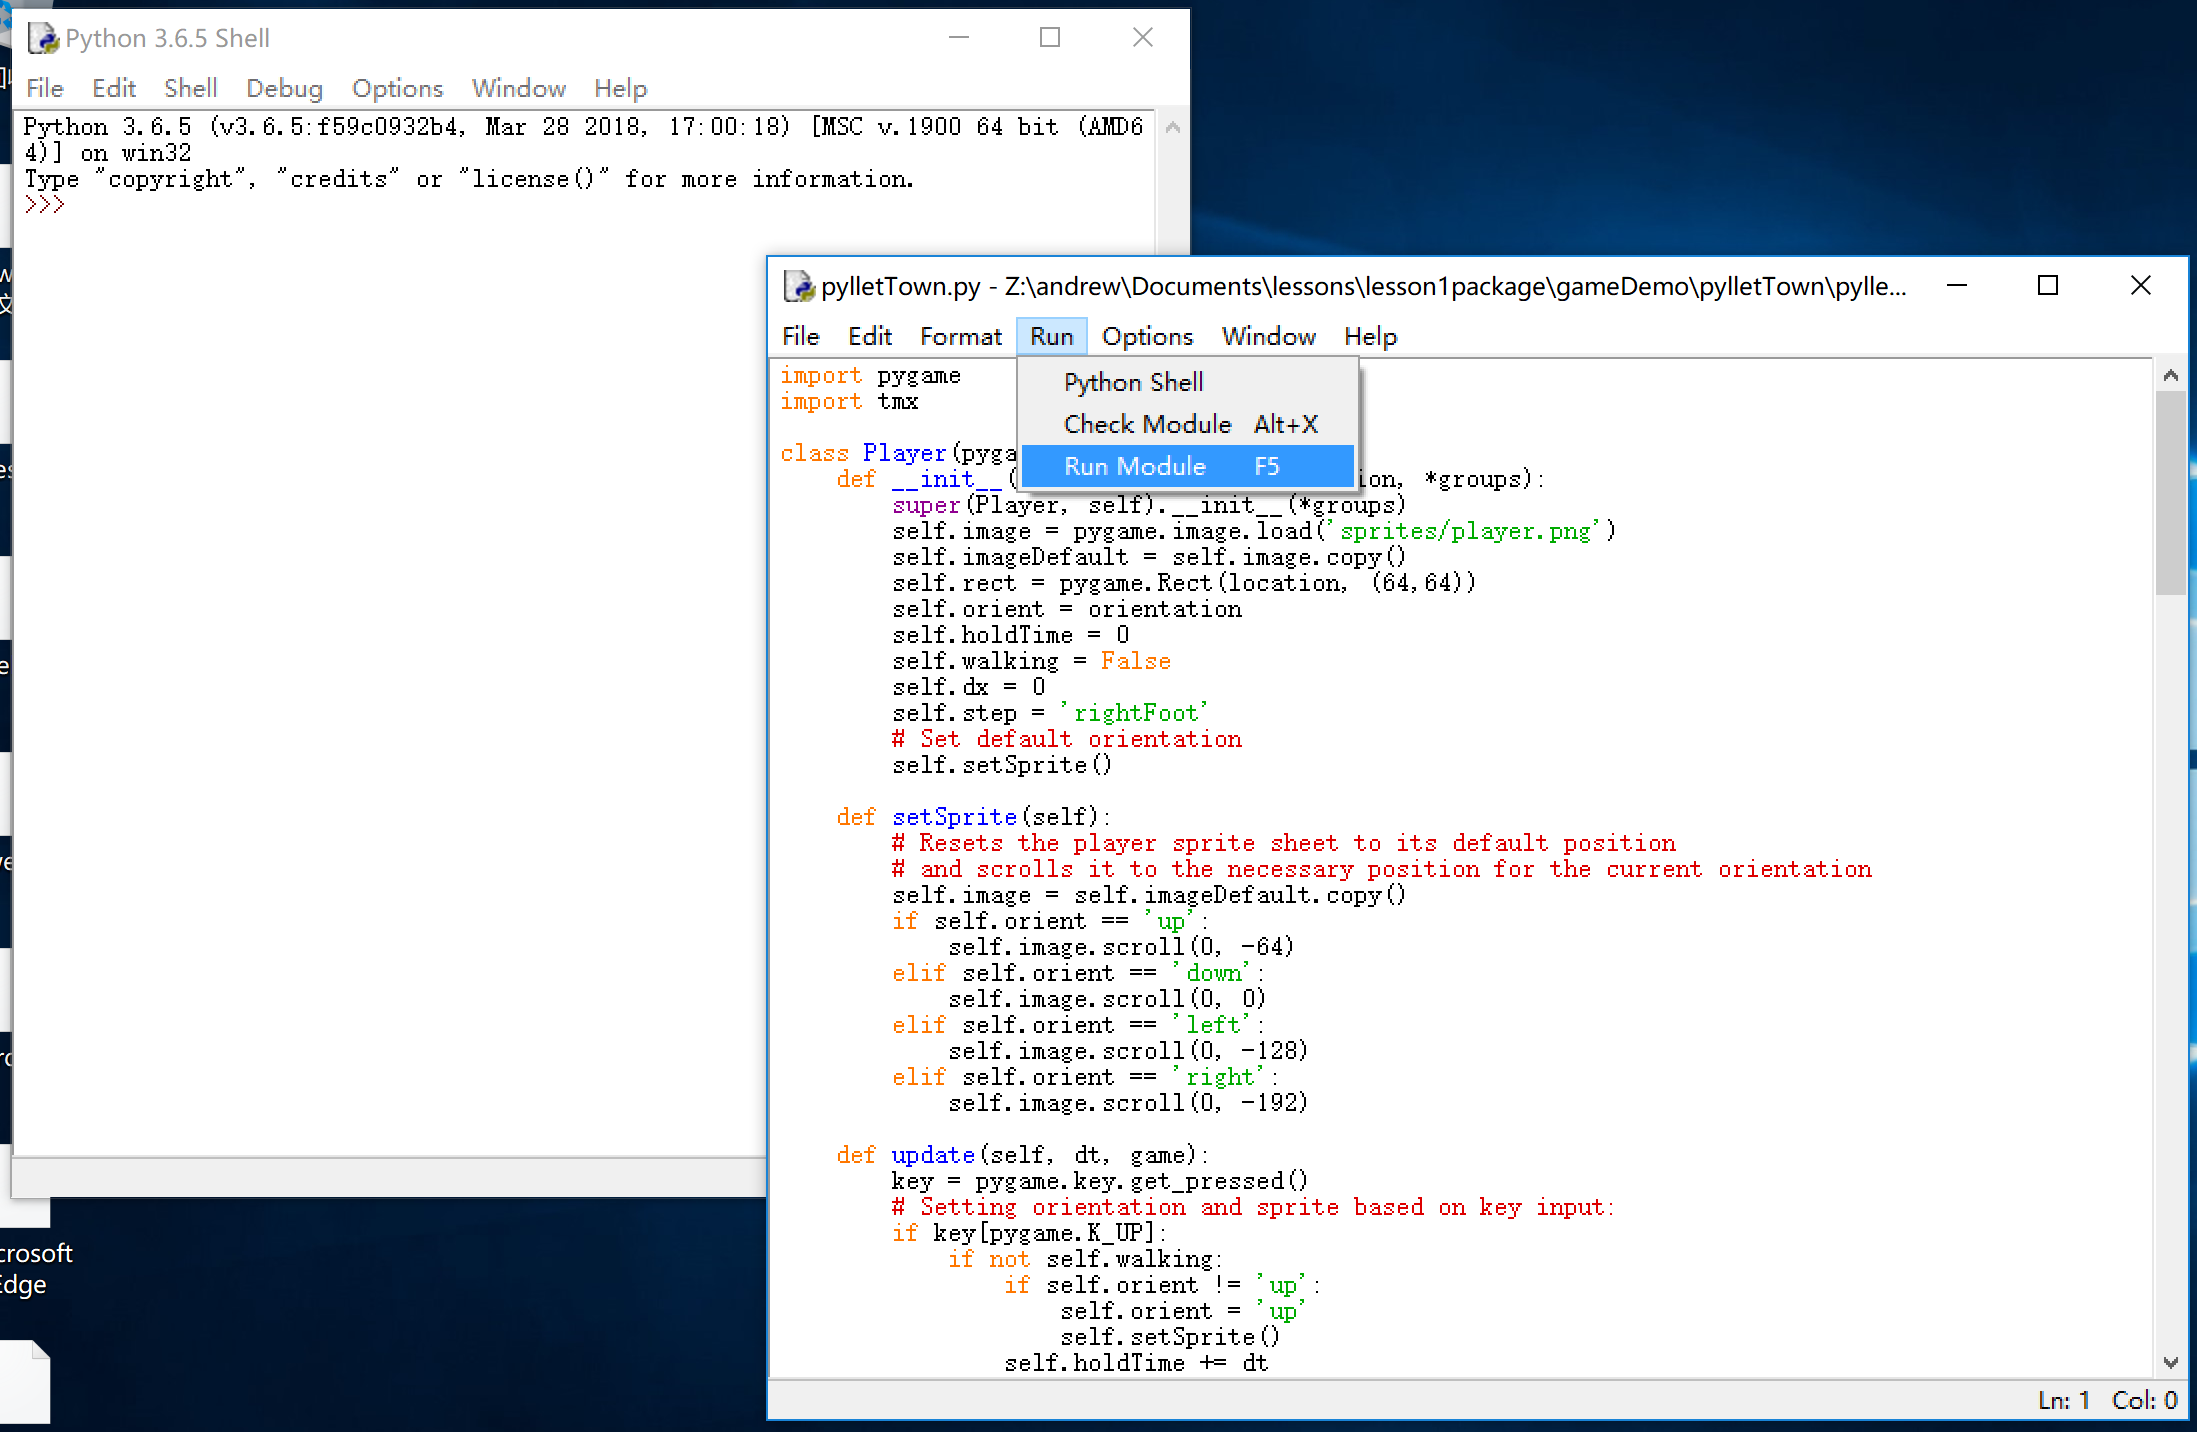 Python 3.6.5 Shell
File Edit Shell Debug Options Window Help
Python 3.6.5 (v3.6.5:f59c0932b4, Mar 28 2018, 17:00:18) [MSC v.1900 64 bit (AMD6
4)] on win32
Type "copyright", "credits" or "license()" for more information.
>>>
pylletTown.py - Z:\andrew\Documents\lessons\lesson1package\gameDemo\pylletTown\pylle...
File Edit Format Run Options Window Help
Python Shell
Check Module Alt+X
Run Module F5
import pygame
import tmx
class Player(pyga
def __init__(ion, *groups):
super(Player, self).__init__(*groups)
self.image = pygame.image.load('sprites/player.png')
self.imageDefault = self.image.copy()
self.rect = pygame.Rect(location, (64,64))
self.orient = orientation
self.holdTime = 0
self.walking = False
self.dx = 0
self.step = 'rightFoot'
# Set default orientation
self.setSprite()
def setSprite(self):
# Resets the player sprite sheet to its default position
# and scrolls it to the necessary position for the current orientation
self.image = self.imageDefault.copy()
if self.orient == 'up':
self.image.scroll(0, -64)
elif self.orient == 'down':
self.image.scroll(0, 0)
elif self.orient == 'left':
self.image.scroll(0, -128)
elif self.orient == 'right':
self.image.scroll(0, -192)
def update(self, dt, game):
key = pygame.key.get_pressed()
# Setting orientation and sprite based on key input:
if key[pygame.K_UP]:
if not self.walking:
if self.orient != 'up':
self.orient = 'up'
self.setSprite()
self.holdTime += dt
Ln: 1 Col: 0
crosoft
Edge